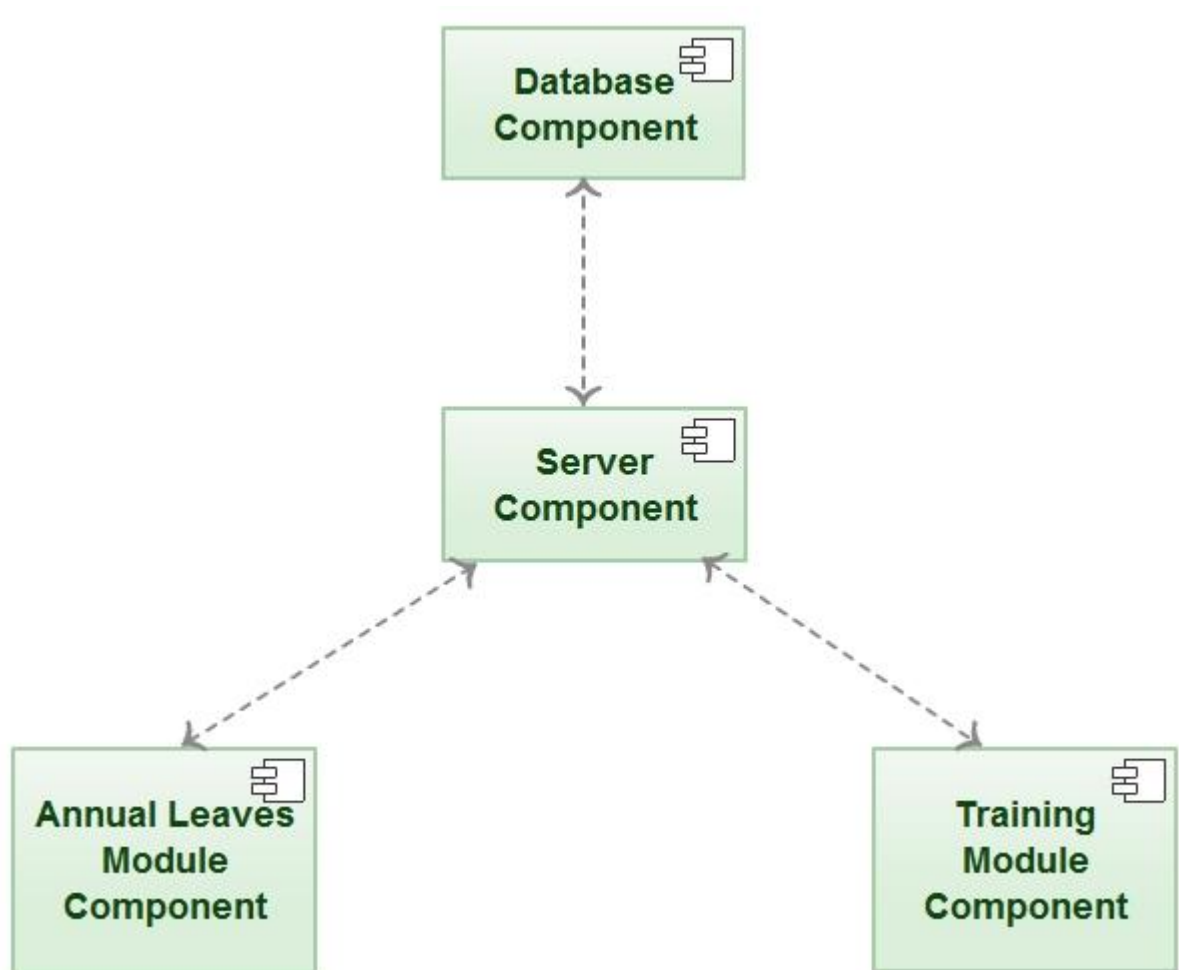 Database
Component
Server
Component
Annual Leaves
Module
Component
Training
Module
Component